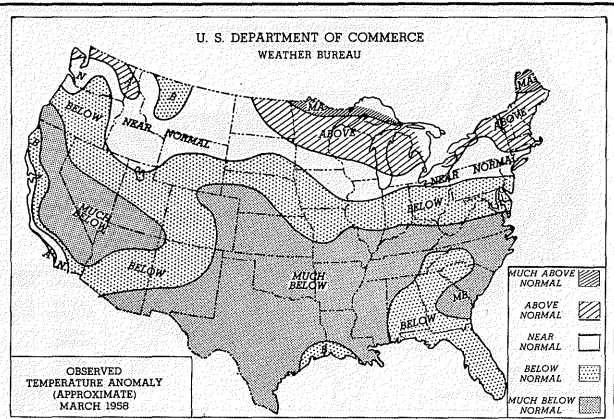 U. S. DEPARTMENT OF COMMERCE
WEATHER BUREAU
N
B
MA
MA
BELOW
ABOVE
ABOVE
NEAR NORMAL
NEAR NORMAL
MUCH
BELOW
BELOW
BELOW
MUCH
BELOW
MB
BELOW
B
N.
MUCH ABOVE
NORMAL
ABOVE
NORMAL
NEAR
NORMAL
BELOW
NORMAL
MUCH BELOW
NORMAL
OBSERVED
TEMPERATURE ANOMALY
(APPROXIMATE)
MARCH 1958